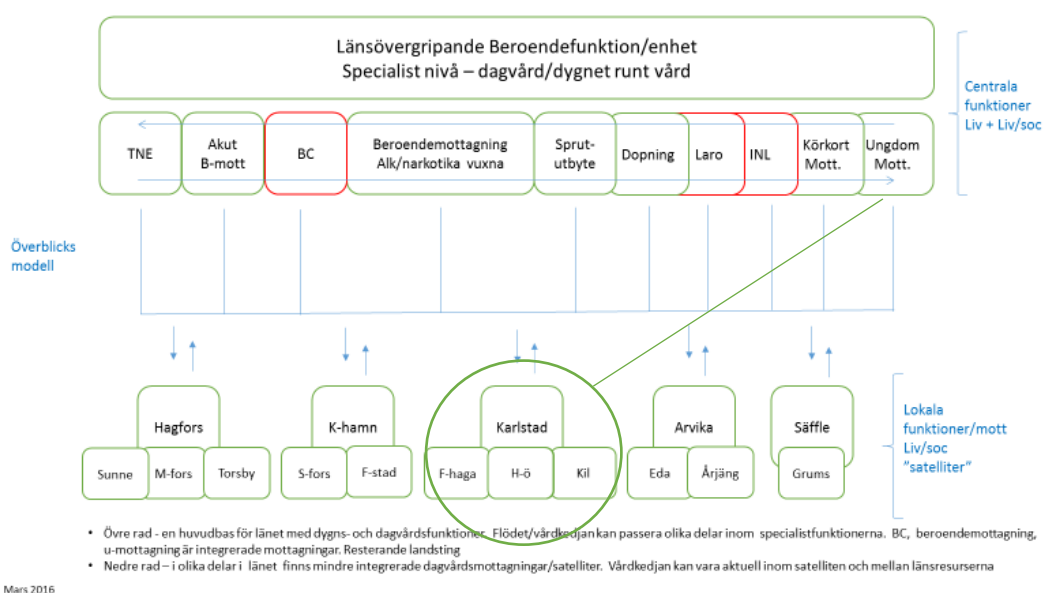 Länsövergripande Beroendefunktion/enhet
Specialist nivå – dagvård/dygnet runt vård
Centrala
funktioner
Liv + Liv/soc
TNE
Akut
B-mott
BC
Beroendemottagning
Alk/narkotika vuxna
Sprut-
utbyte
Dopning
Laro
INL
Körkort
Mott.
Ungdom
Mott.
Överblicks
modell
Hagfors
Sunne
M-fors
Torsby
K-hamn
S-fors
F-stad
Karlstad
F-haga
H-ö
Kil
Arvika
Eda
Årjäng
Säffle
Grums
Lokala
funktioner/mott
Liv/soc
”satelliter”
• Övre rad - en huvudbas för länet med dygns- och dagvårdsfunktioner. Flödet/vårdkedjan kan passera olika delar inom specialistfunktionerna. BC, beroendemottagning,
u-mottagning är integrerade mottagningar. Resterande landsting
• Nedre rad – i olika delar i länet finns mindre integrerade dagvårdsmottagningar/satelliter. Vårdkedjan kan vara aktuell inom satelliten och mellan länsresurserna
Mars 2016